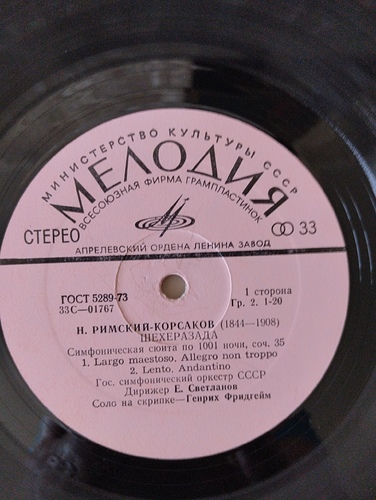 МИНИСТЕРСТВО КУЛЬТУРЫ СССР
МЕЛОДИЯ
ВСЕСОЮЗНАЯ ФИРМА ГРАМПЛАСТИНОК
СТЕРЕО
33
АПРЕЛЕВСКИЙ ОРДЕНА ЛЕНИНА ЗАВОД
ГОСТ 5289-73
33С—01767
1 сторона
Гр. 2. 1-20
Н. РИМСКИЙ-КОРСАКОВ (1844—1908)
ШЕХЕРАЗАДА
Симфоническая сюита по 1001 ночи, соч. 35
1. Largo maestoso, Allegro non troppo
2. Lento, Andantino
Гос. симфонический оркестр СССР
Дирижер Е. Светланов
Соло на скрипке—Генрих Фридгейм